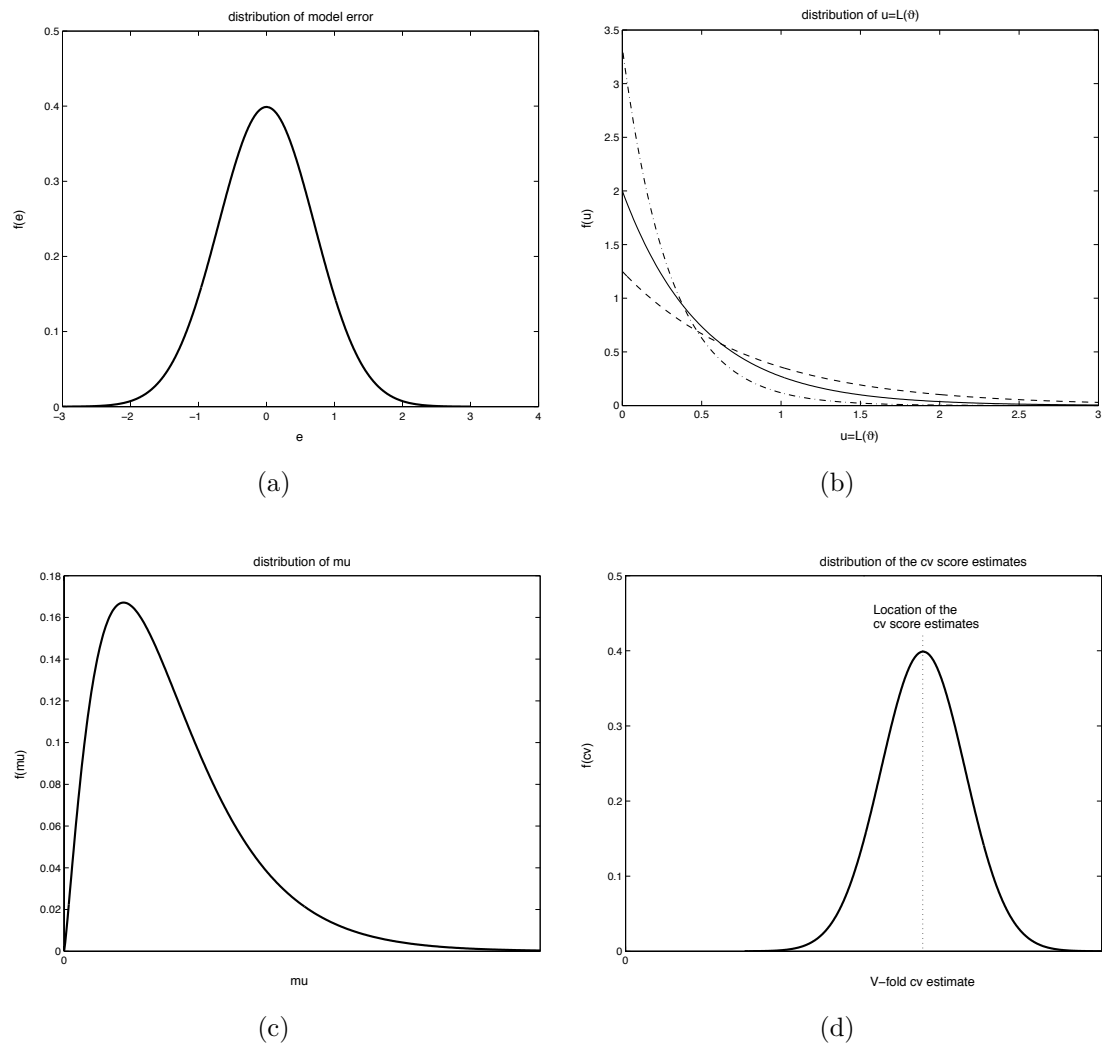 distribution of model error
0.5
0.4
0.3
0.2
0.1
0
f(e)
−3 −2 −1 0 1 2 3 4
e
(a)
distribution of u=L(ϑ)
3.5
3
2.5
2
1.5
1
0.5
0
f(u)
0 0.5 1 1.5 2 2.5 3
u=L(ϑ)
(b)
distribution of mu
0.18
0.16
0.14
0.12
0.1
0.08
0.06
0.04
0.02
0
f(mu)
0
mu
(c)
distribution of the cv score estimates
0.5
0.4
0.3
0.2
0.1
0
f(cv)
Location of the
cv score estimates
0
V−fold cv estimate
(d)